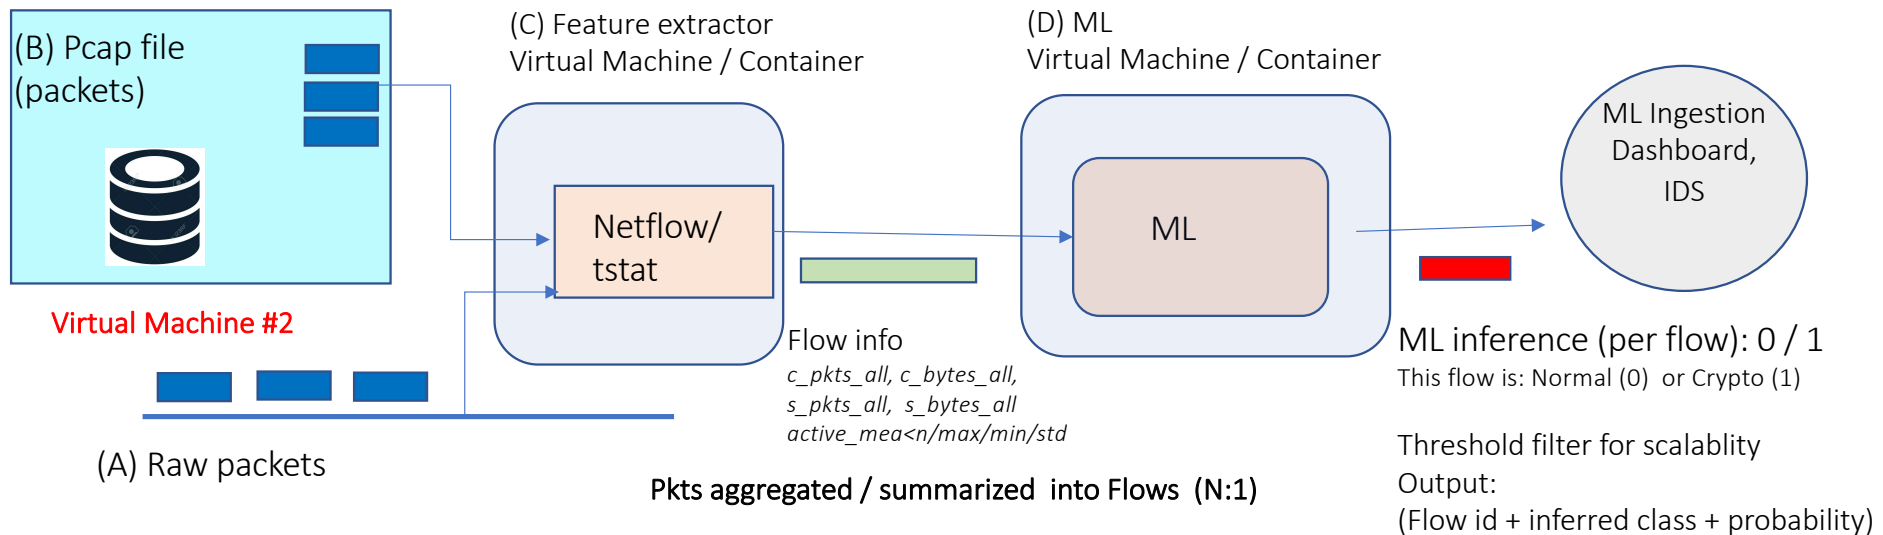 (B) Pcap file
(packets)
Virtual Machine #2
(A) Raw packets
(C) Feature extractor
Virtual Machine / Container
Netflow/
tstat
Flow info
c_pkts_all, c_bytes_all,
s_pkts_all, s_bytes_all
active_mea<n/max/min/std
Pkts aggregated / summarized into Flows (N:1)
(D) ML
Virtual Machine / Container
ML
ML Ingestion
Dashboard,
IDS
ML inference (per flow): 0 / 1
This flow is: Normal (0) or Crypto (1)
Threshold filter for scalablity
Output:
(Flow id + inferred class + probability)